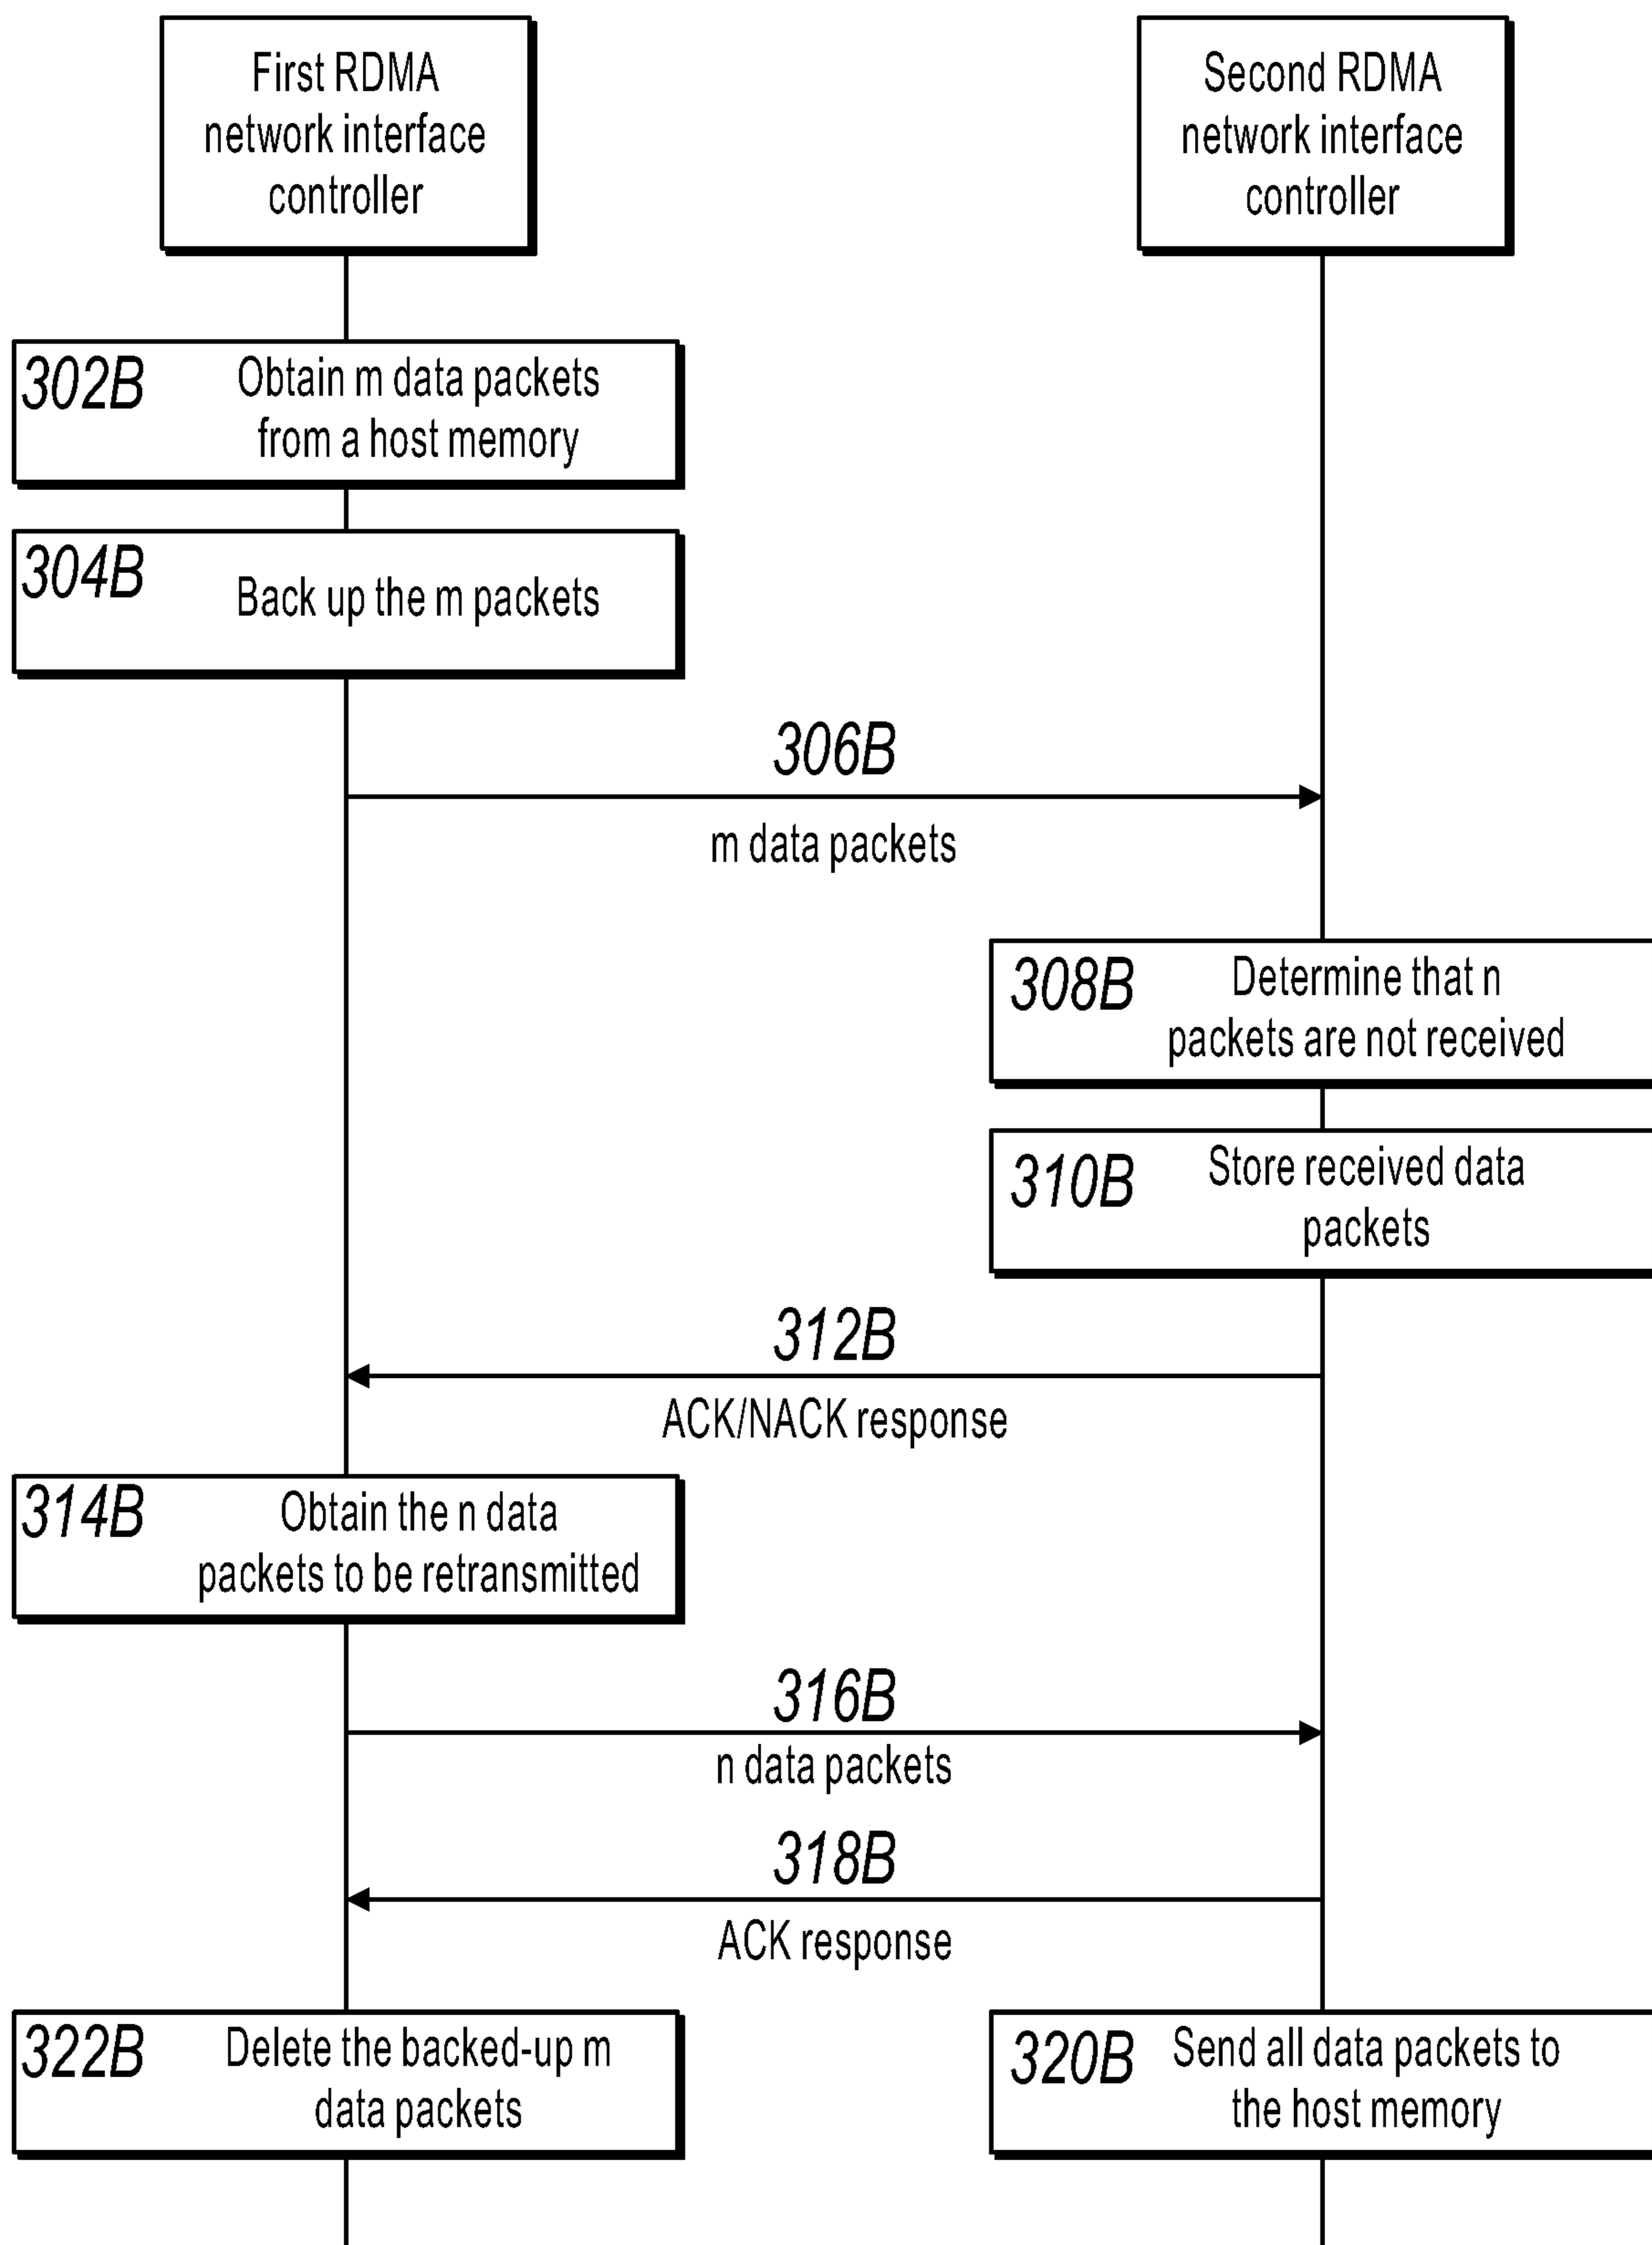 First RDMA
network interface
controller
Second RDMA
network interface
controller
302B
Obtain m data packets
from a host memory
304B
Back up the m packets
306B
m data packets
308B
Determine that n
packets are not received
310B
Store received data
packets
312B
ACK/NACK response
314B
Obtain the n data
packets to be retransmitted
316B
n data packets
318B
ACK response
322B
Delete the backed-up m
data packets
320B
Send all data packets to
the host memory